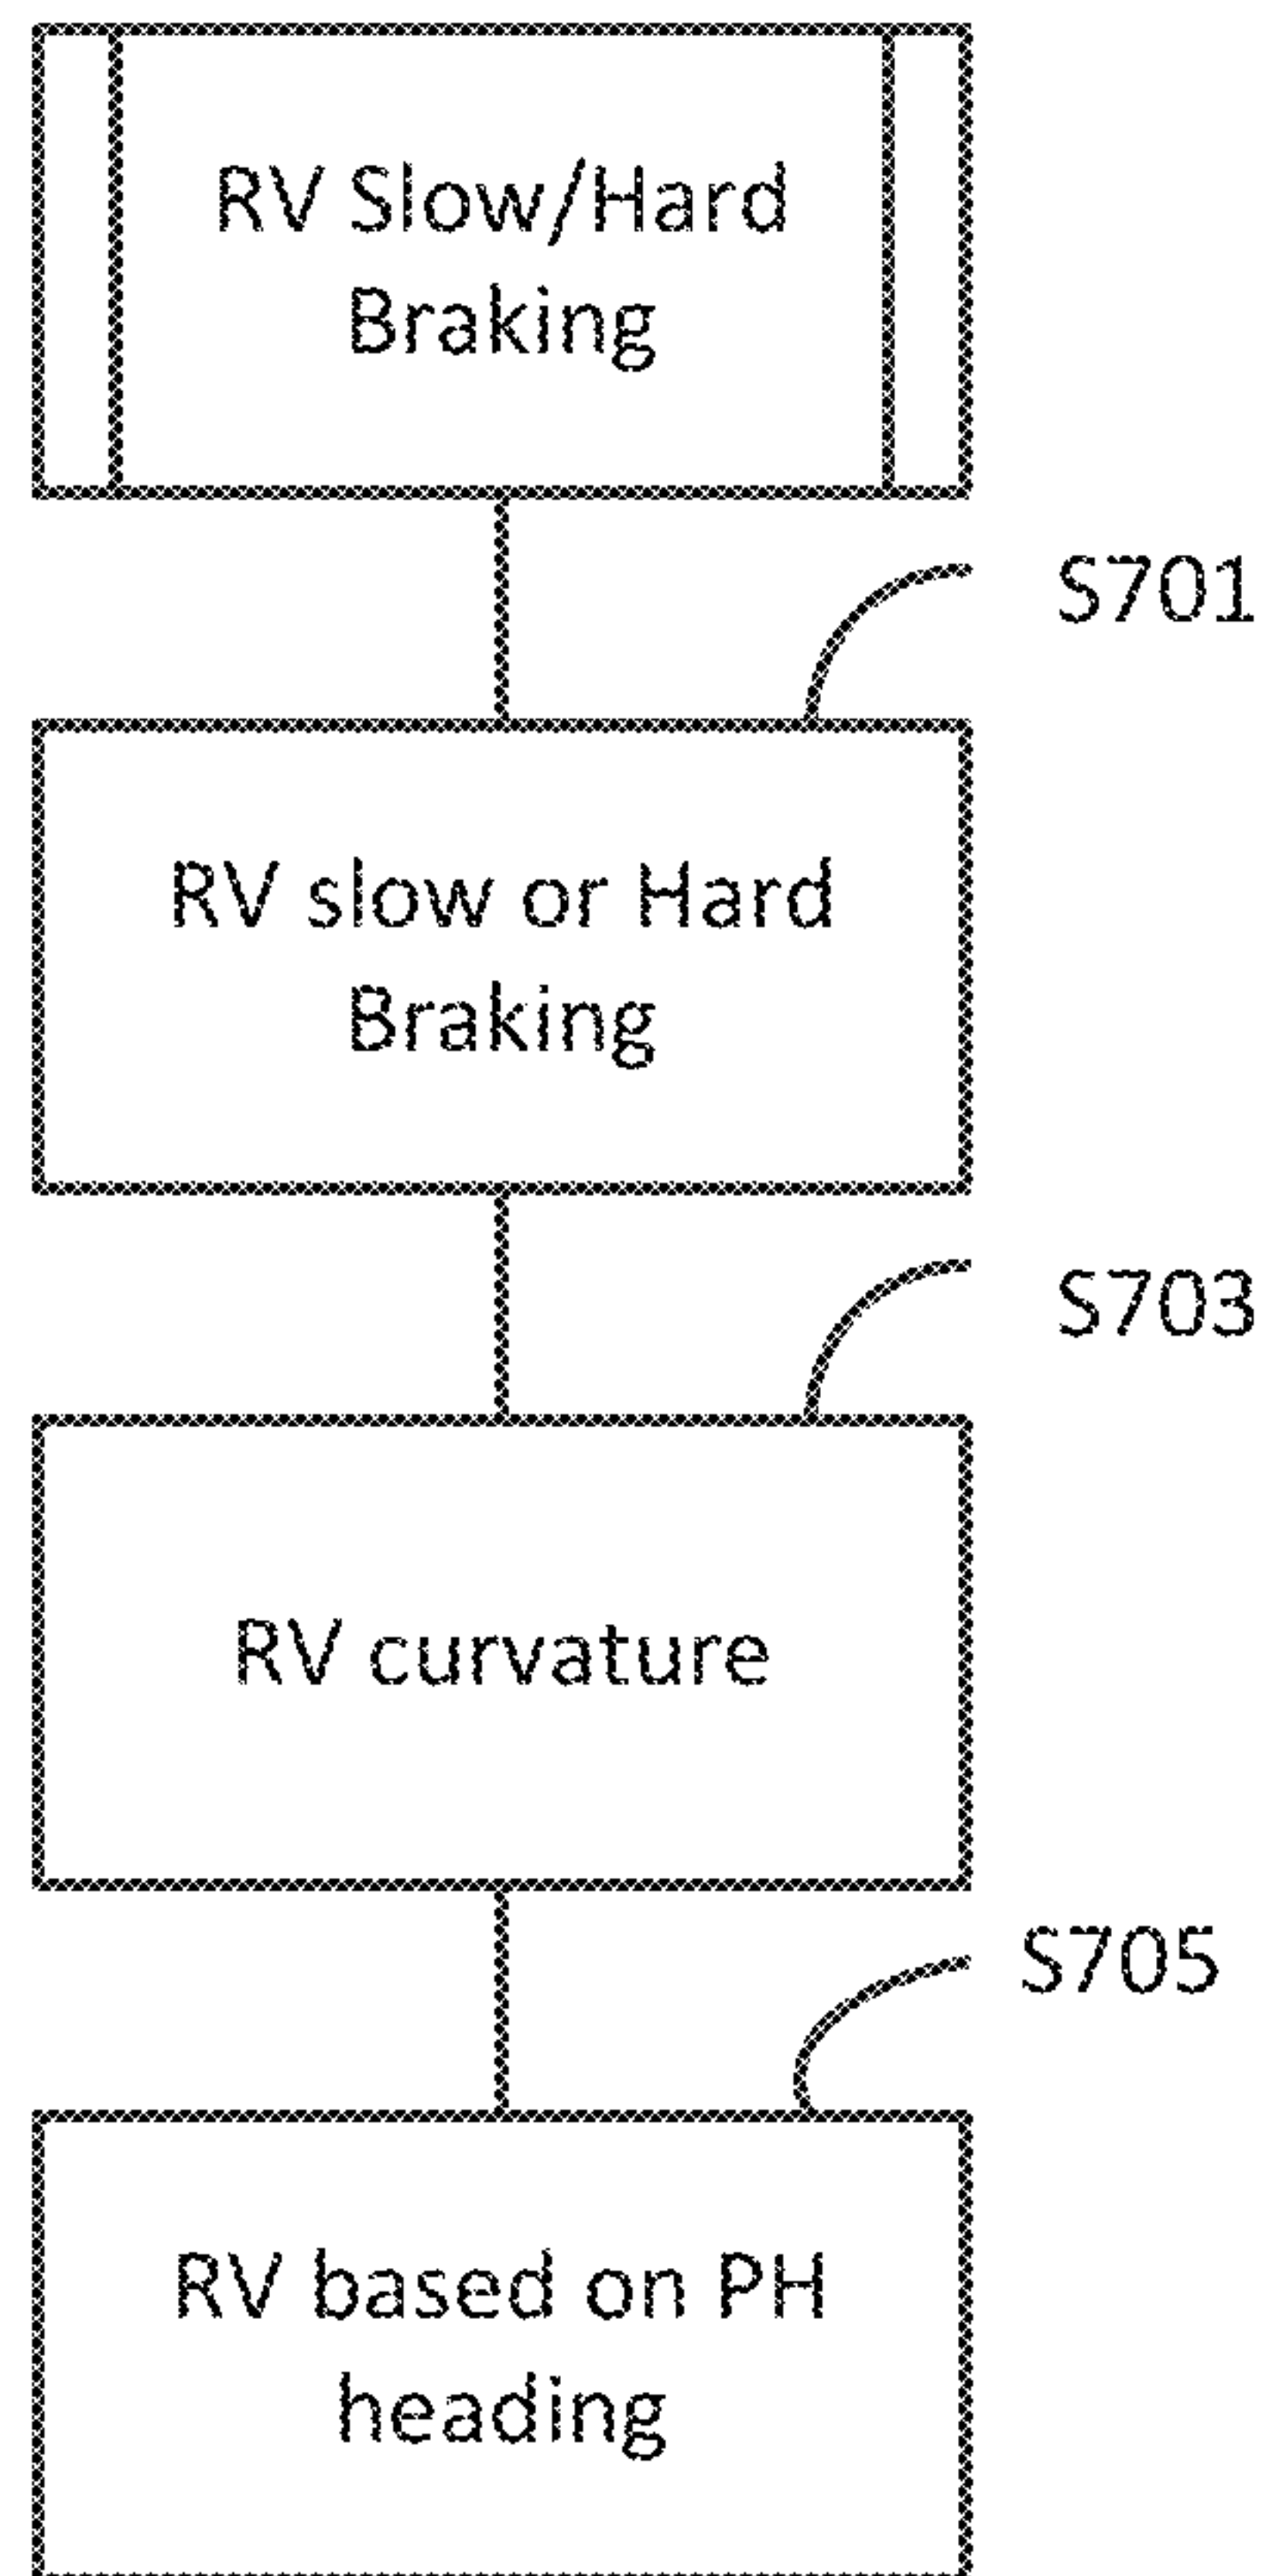 RV Slow/Hard
Braking
S701
RV slow or Hard
Braking
S703
RV curvature
S705
RV based on PH
heading